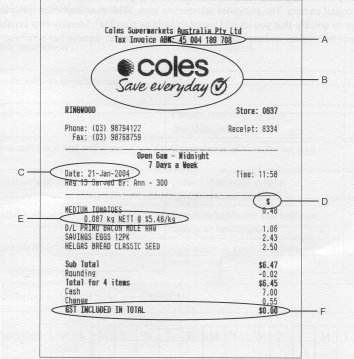 Coles Supermarkets Australia Pty Ltd
Tax Invoice ABN: 45 004 189 708
A
coles
Save everyday
B
RINGWOOD Store: 0637
Phone: (03) 98794122 Receipt: 8334
Fax: (03) 98768759
Open 6am - Midnight
7 Days a Week
C
Date: 21-Jan-2004 Time: 11:58
Reg 13 Served By: Ann - 300
$
D
MEDIUM TOMATOES 0.48
E
0.087 kg NETT @ $5.48/kg
D/L PRIMO BACON MDLE RAW 1.06
SAVINGS EGGS 12PK 2.43
HELGAS BREAD CLASSIC SEED 2.50
Sub Total $6.47
Rounding -0.02
Total for 4 items $6.45
Cash 7.00
Change 0.55
GST INCLUDED IN TOTAL $0.00
F